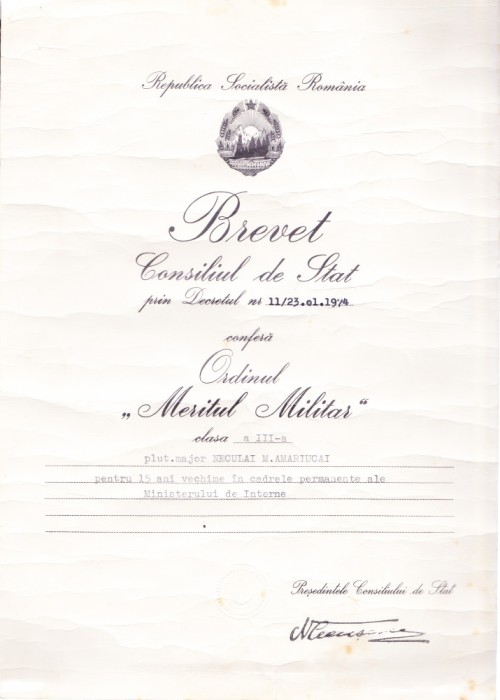 Republica Socialistă România
Brevet
Consiliul de Stat
prin Decretul nr 11/23.01.1974
conferă
Ordinul
„Meritul Militar“
clasa a III-a
plut.major NECULAI M.AMARIUCAI
pentru 15 ani vechime în cadrele permanente ale
Ministerului de Interne
Președintele Consiliului de Stat